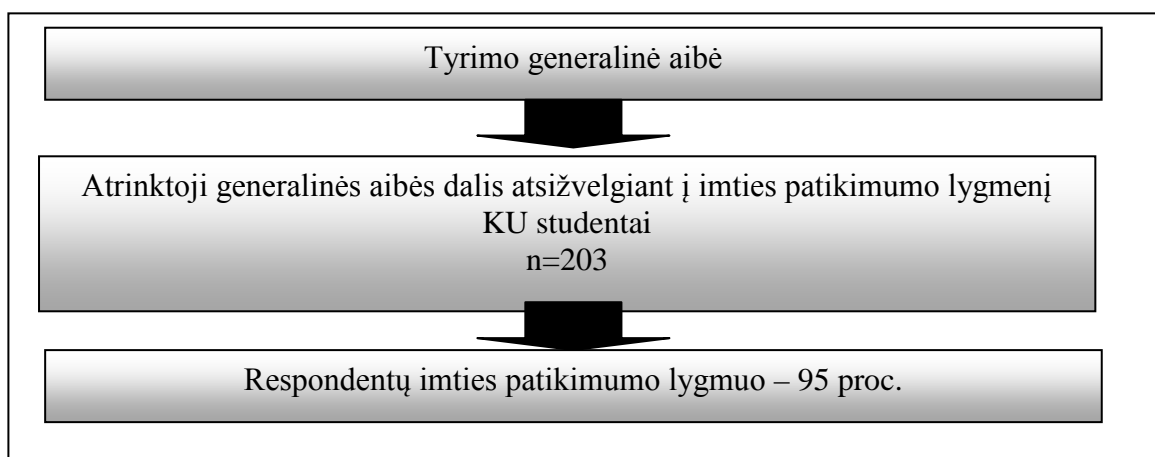 Tyrimo generalinė aibė
Atrinktoji generalinės aibės dalis atsižvelgiant į imties patikimumo lygmenį
KU studentai
n=203
Respondentų imties patikimumo lygmuo – 95 proc.